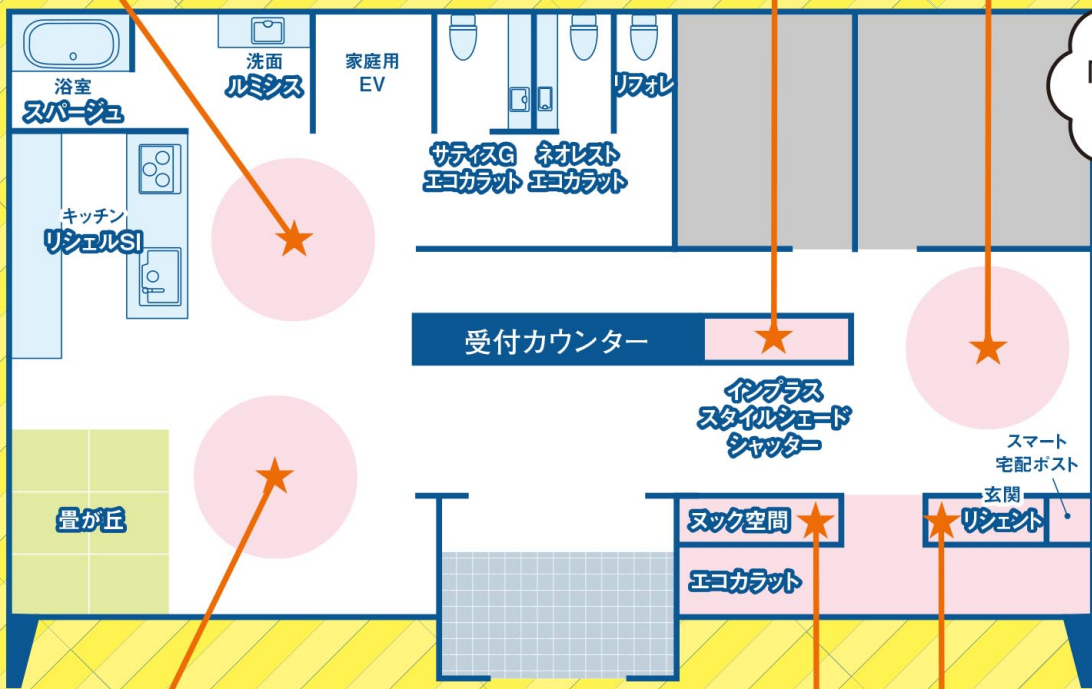 浴室
スパージュ
洗面
ルミシス
家庭用
EV
サティスG
エコカラット
ネオレスト
エコカラット
リフォレ
キッチン
リシェルSI
受付カウンター
インプラス
スタイルシェード
シャッター
スマート
宅配ポスト
玄関
リシェント
ヌック空間
エコカラット
畳が丘